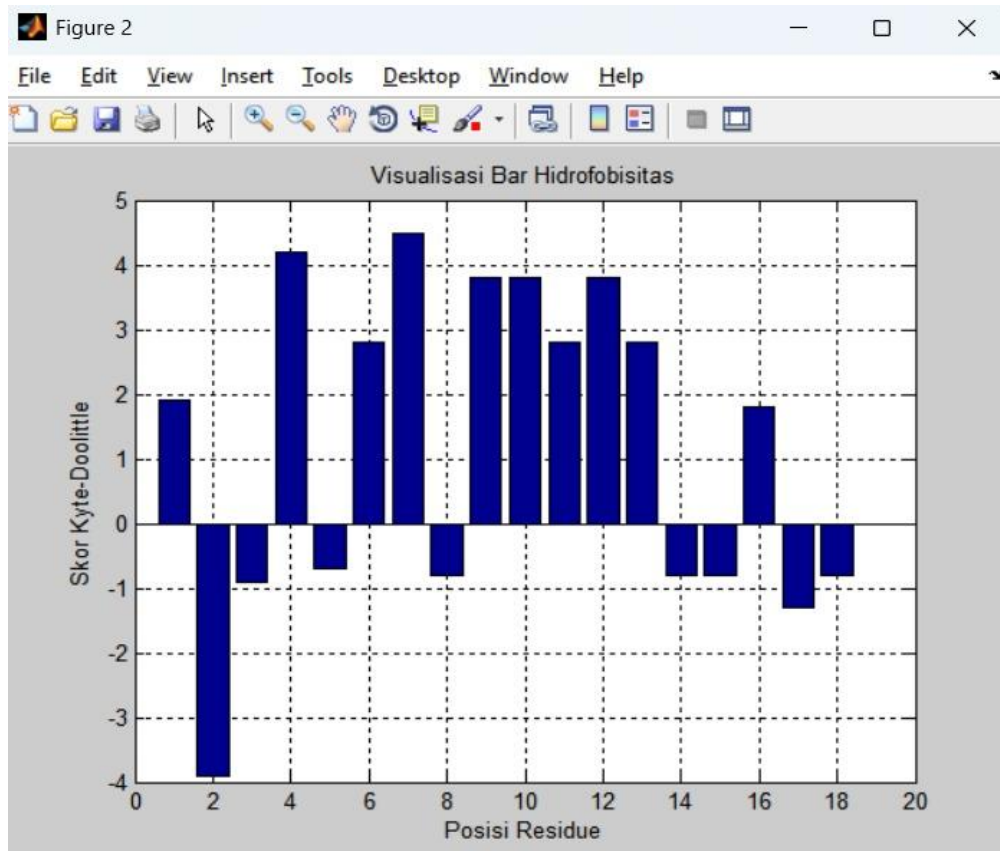 Figure 2
File Edit View Insert Tools Desktop Window Help
Visualisasi Bar Hidrofobisitas
5
4
3
2
1
0
-1
-2
-3
-4
Skor Kyte-Doolittle
0 2 4 6 8 10 12 14 16 18 20
Posisi Residue